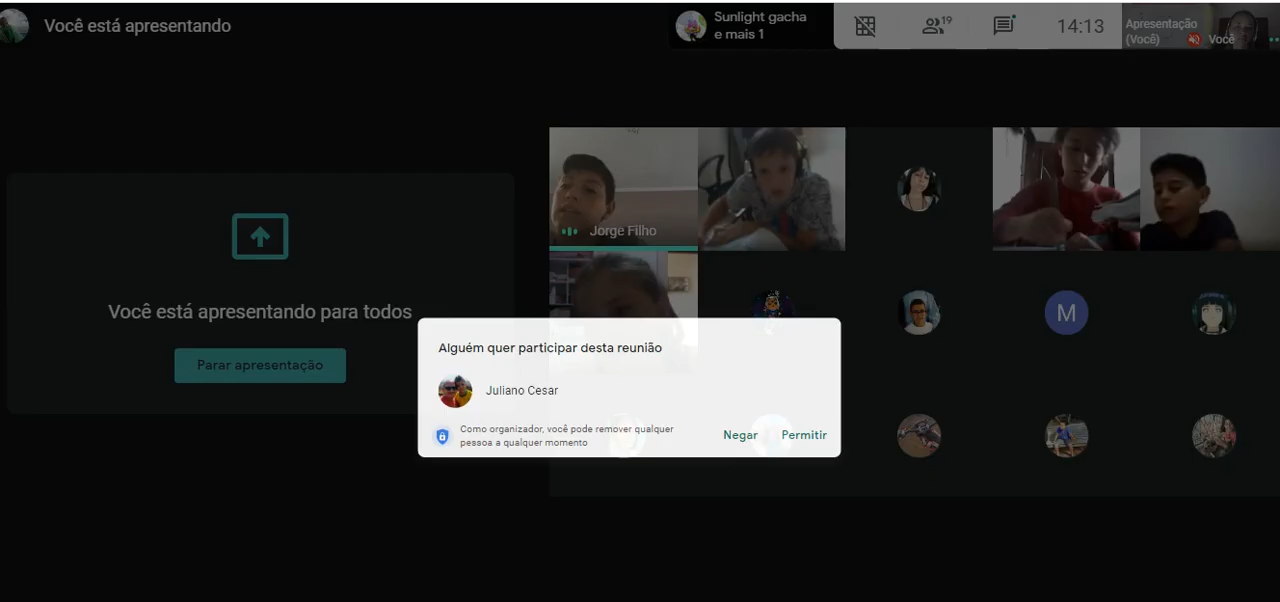 Você está apresentando
Sunlight gacha
e mais 1
19
14:13
Apresentação
(Você)
Você
Jorge Filho
Você está apresentando para todos
Parar apresentação
M
Alguém quer participar desta reunião
Juliano Cesar
Como organizador, você pode remover qualquer
pessoa a qualquer momento
Negar
Permitir